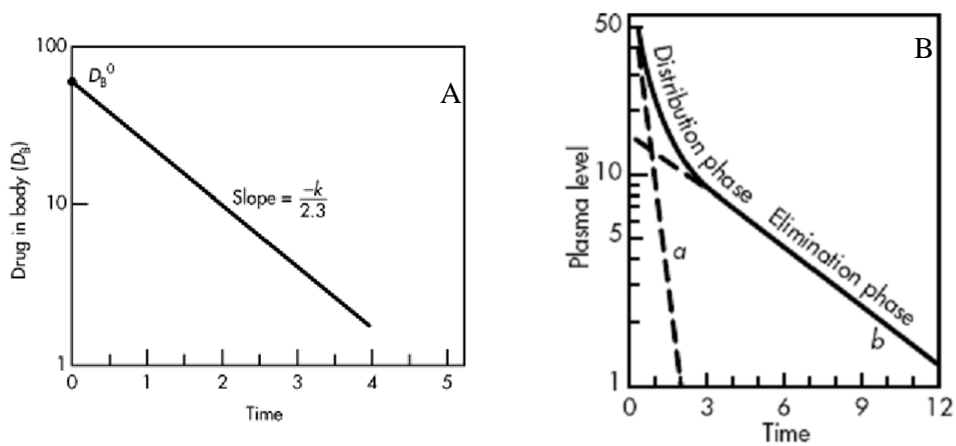 100
10
1
D_B^0
A
Slope = -k/2.3
Drug in body (D_B)
0 1 2 3 4 5
Time
50
10
5
1
B
Distribution phase
Elimination phase
a
b
Plasma level
0 3 6 9 12
Time